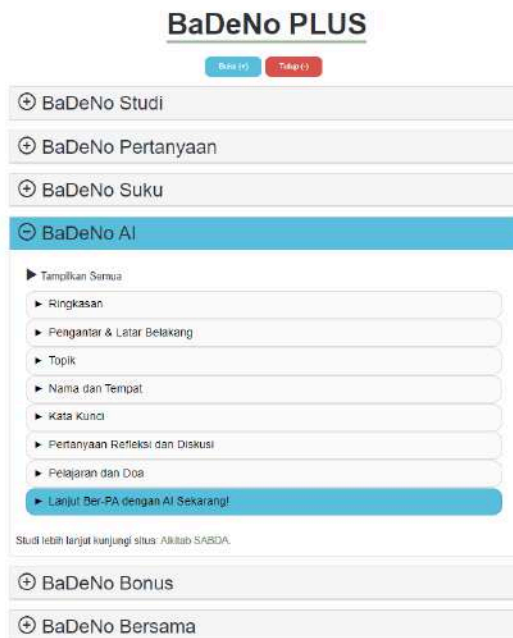 BaDeNo PLUS
Buka (+) Tutup (-)
BaDeNo Studi
BaDeNo Pertanyaan
BaDeNo Suku
BaDeNo AI
Tampilkan Semua
Ringkasan
Pengantar & Latar Belakang
Topik
Nama dan Tempat
Kata Kunci
Pertanyaan Refleksi dan Diskusi
Pelajaran dan Doa
Lanjut Ber-PA dengan AI Sekarang!
Studi lebih lanjut kunjungi situs: Alkitab SABDA.
BaDeNo Bonus
BaDeNo Bersama